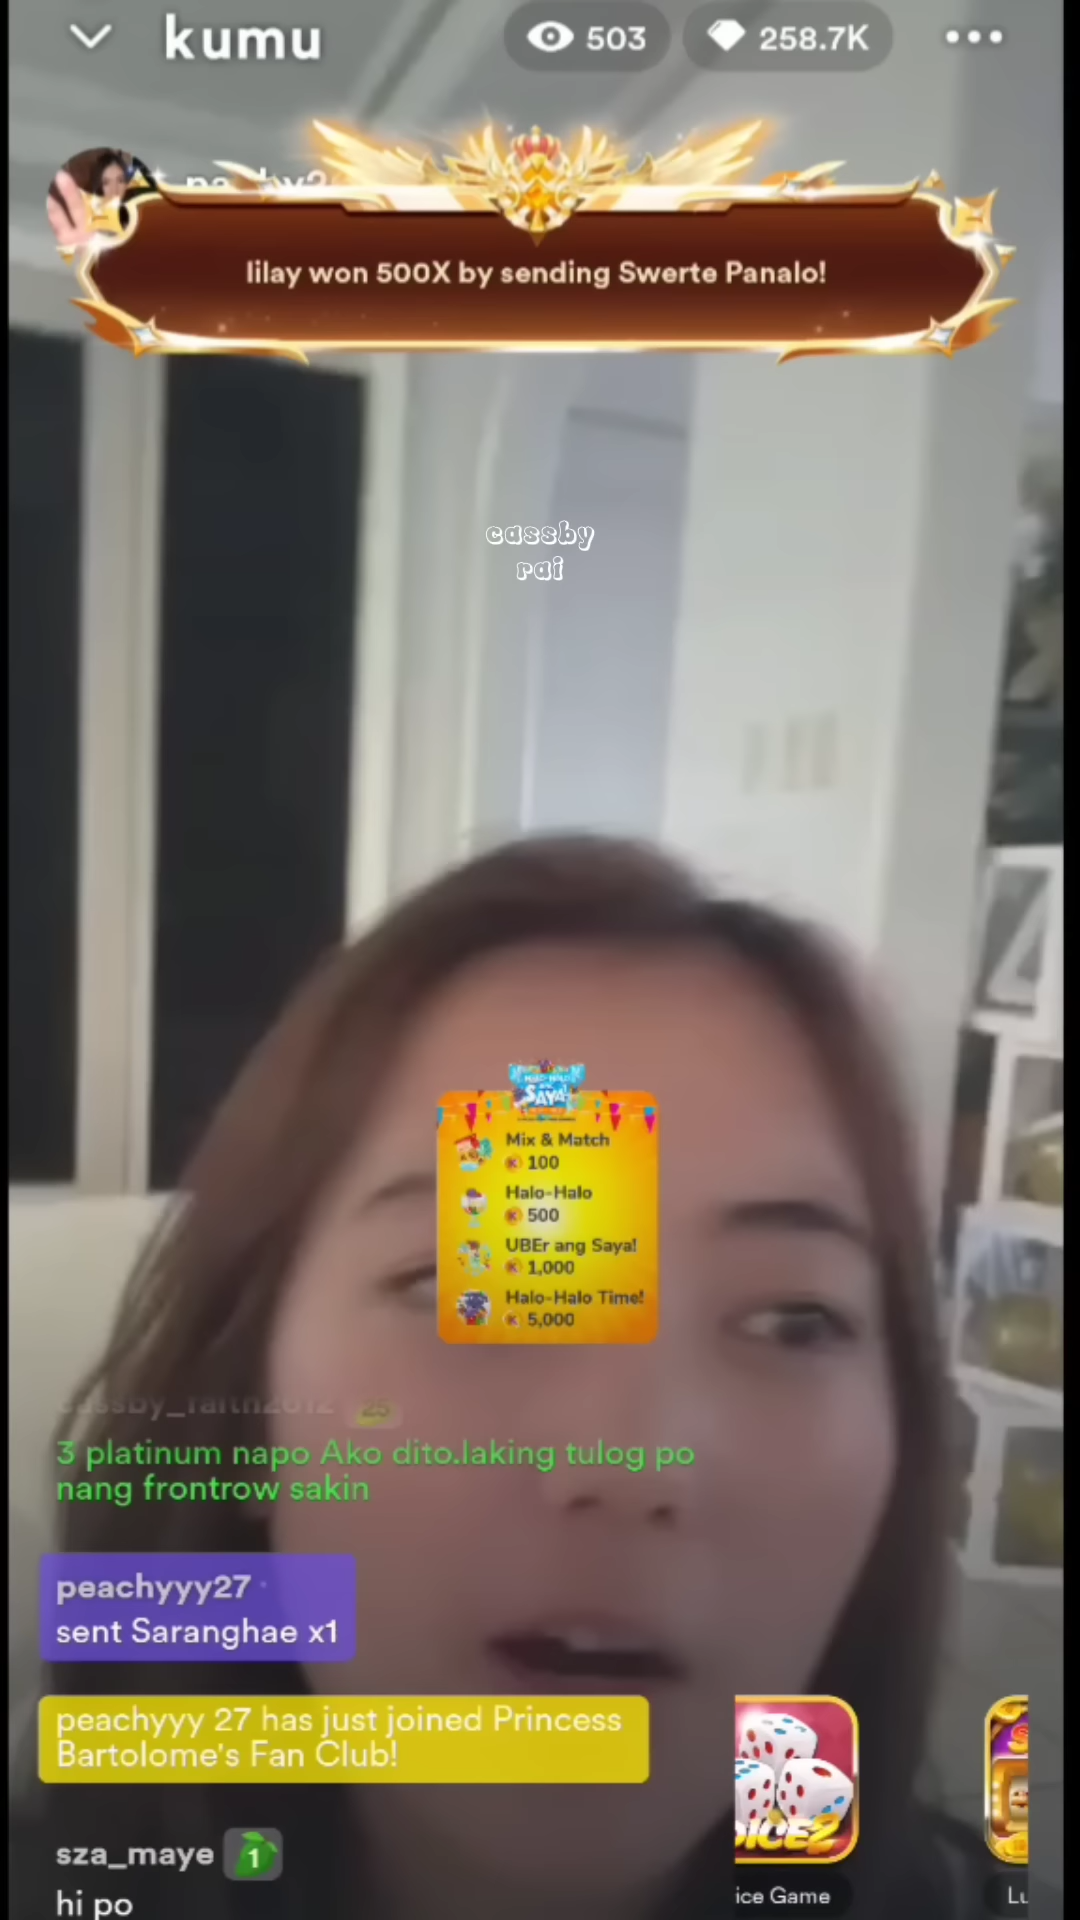 kumu
503
258.7K
lilay won 500X by sending Swerte Panalo!
cassby
rai
SAYA!
Mix & Match
100
Halo-Halo
500
UBEr ang Saya!
1,000
Halo-Halo Time!
5,000
25
3 platinum napo Ako dito.laking tulog po
nang frontrow sakin
peachyyy27
sent Saranghae x1
peachyyy 27 has just joined Princess
Bartolome's Fan Club!
sza_maye 1
hi po
ice Game
Lu